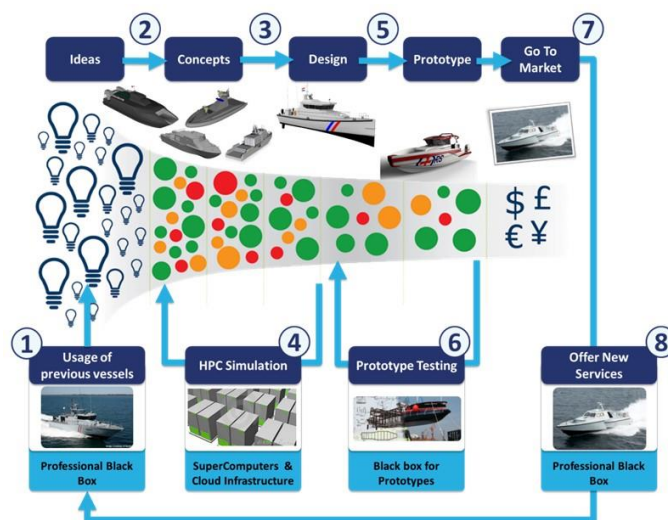 2
3
5
7
Ideas
Concepts
Design
Prototype
Go To
Market
$ £
€ ¥
1
4
6
8
Usage of
previous vessels
HPC Simulation
Prototype Testing
Offer New
Services
Professional Black
Box
SuperComputers &
Cloud Infrastructure
Black box for
Prototypes
Professional Black
Box